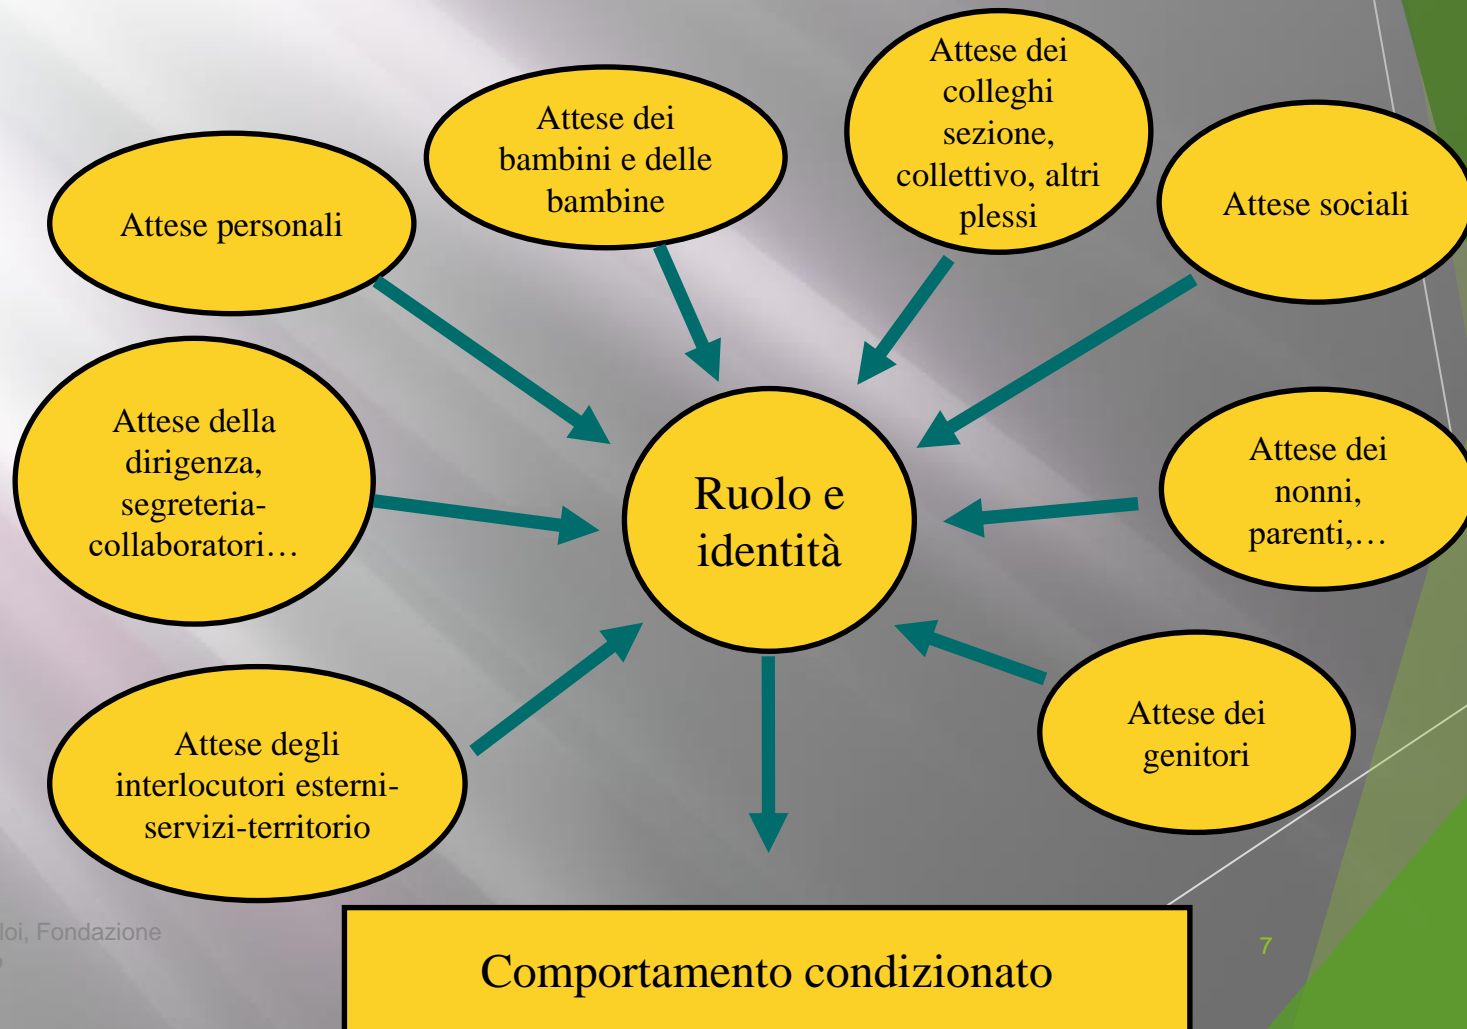 Attese dei
colleghi
sezione,
collettivo, altri
plessi
Attese dei
bambini e delle
bambine
Attese personali
Attese sociali
Attese della
dirigenza,
segreteria-
collaboratori…
Ruolo e
identità
Attese dei
nonni,
parenti,…
Attese degli
interlocutori esterni-
servizi-territorio
Attese dei
genitori
Fondazione
7
Comportamento condizionato